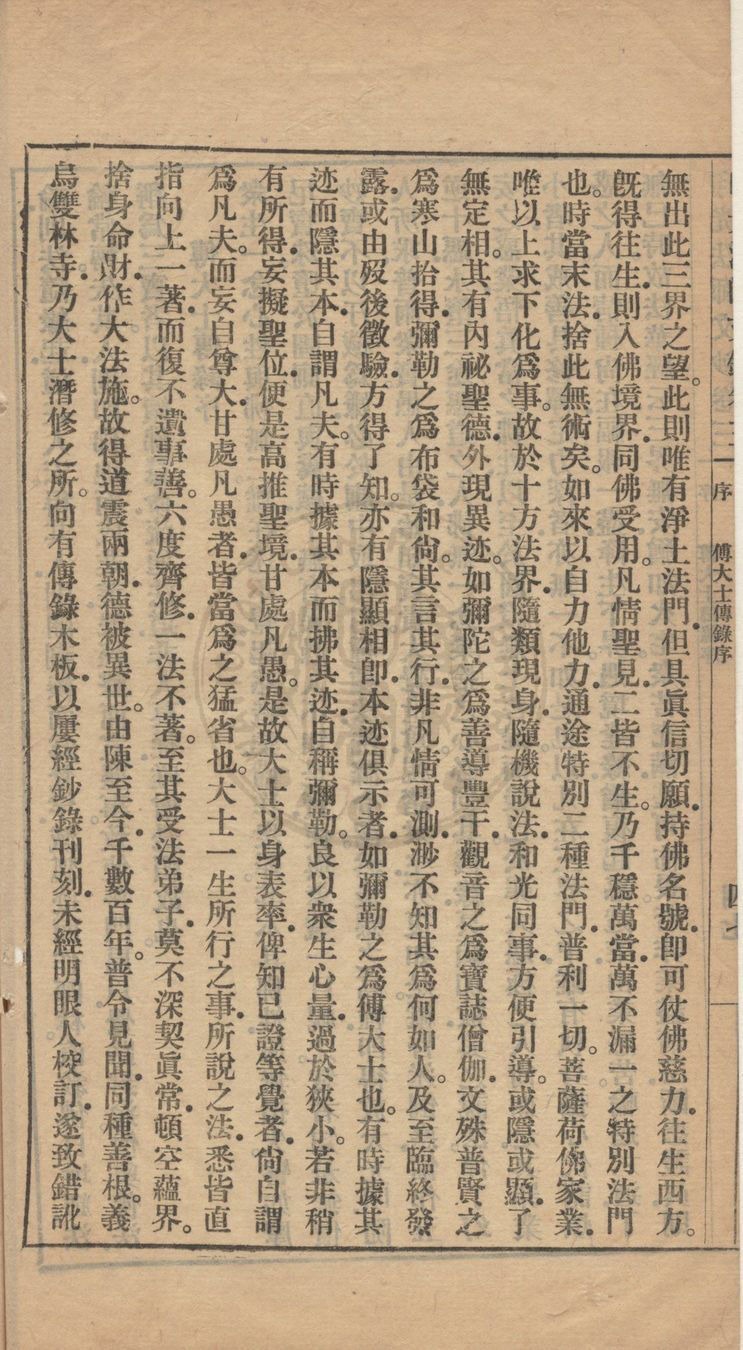 序　傅大士傳錄序
無出此三界之望。此則唯有淨土法門。但具眞信切願。持佛名號。卽可仗佛慈力。往生西方。
旣得往生。則入佛境界。同佛受用。凡情聖見。二皆不生。乃千穩萬當。萬不漏一之特別法門
也。時當末法。捨此無術矣。如來以自力他力。通途特別二種法門。普利一切。菩薩荷佛家業。
唯以上求下化爲事。故於十方法界。隨類現身。隨機說法。和光同事。方便引導。或隱或顯。了
無定相。其有內祕聖德。外現異迹。如彌陀之爲善導豐干。觀音之爲寶誌僧伽。文殊普賢之
爲寒山拾得。彌勒之爲布袋和尙。其言其行。非凡情可測。渺不知其爲何如人。及至臨終發
露。或由歿後徵驗。方得了知。亦有隱顯相卽。本迹俱示者。如彌勒之爲傅大士也。有時據其
迹而隱其本。自謂凡夫。有時據其本而拂其迹。自稱彌勒。良以衆生心量。過於狹小。若非稍
有所得。妄擬聖位。便是高推聖境。甘處凡愚。是故大士以身表率。俾知已證等覺者。尙自謂
爲凡夫。而妄自尊大。甘處凡愚者。皆當爲之猛省也。大士一生所行之事。所說之法。悉皆直
指向上一著。而復不遺事善。六度齊修。一法不著。至其受法弟子。莫不深契眞常。頓空蘊界。
捨身命財。作大法施。故得道震兩朝。德被異世。由陳至今。千數百年。普令見聞。同種善根。義
烏雙林寺。乃大士潛修之所。向有傳錄木板。以屢經鈔錄刊刻。未經明眼人校訂。遂致錯訛